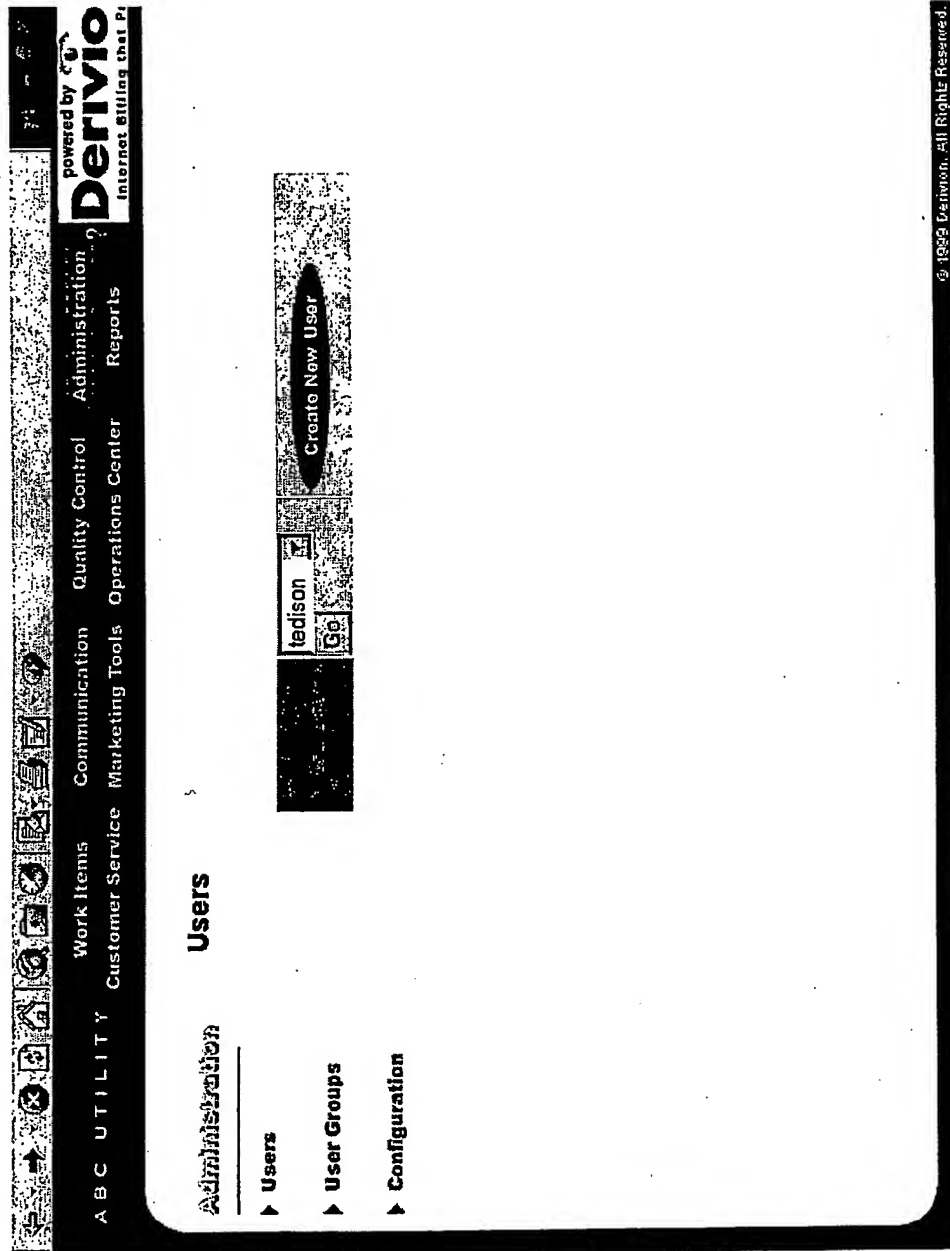 powered by
Derivio
Internet Billing that P
A B C UTILITY
Work Items Communication Quality Control Administration ?
Customer Service Marketing Tools Operations Center Reports
Administration
Users
Users
User Groups
Configuration
tedison
Go
Create New User
© 1999 Derivion. All Rights Reserved.